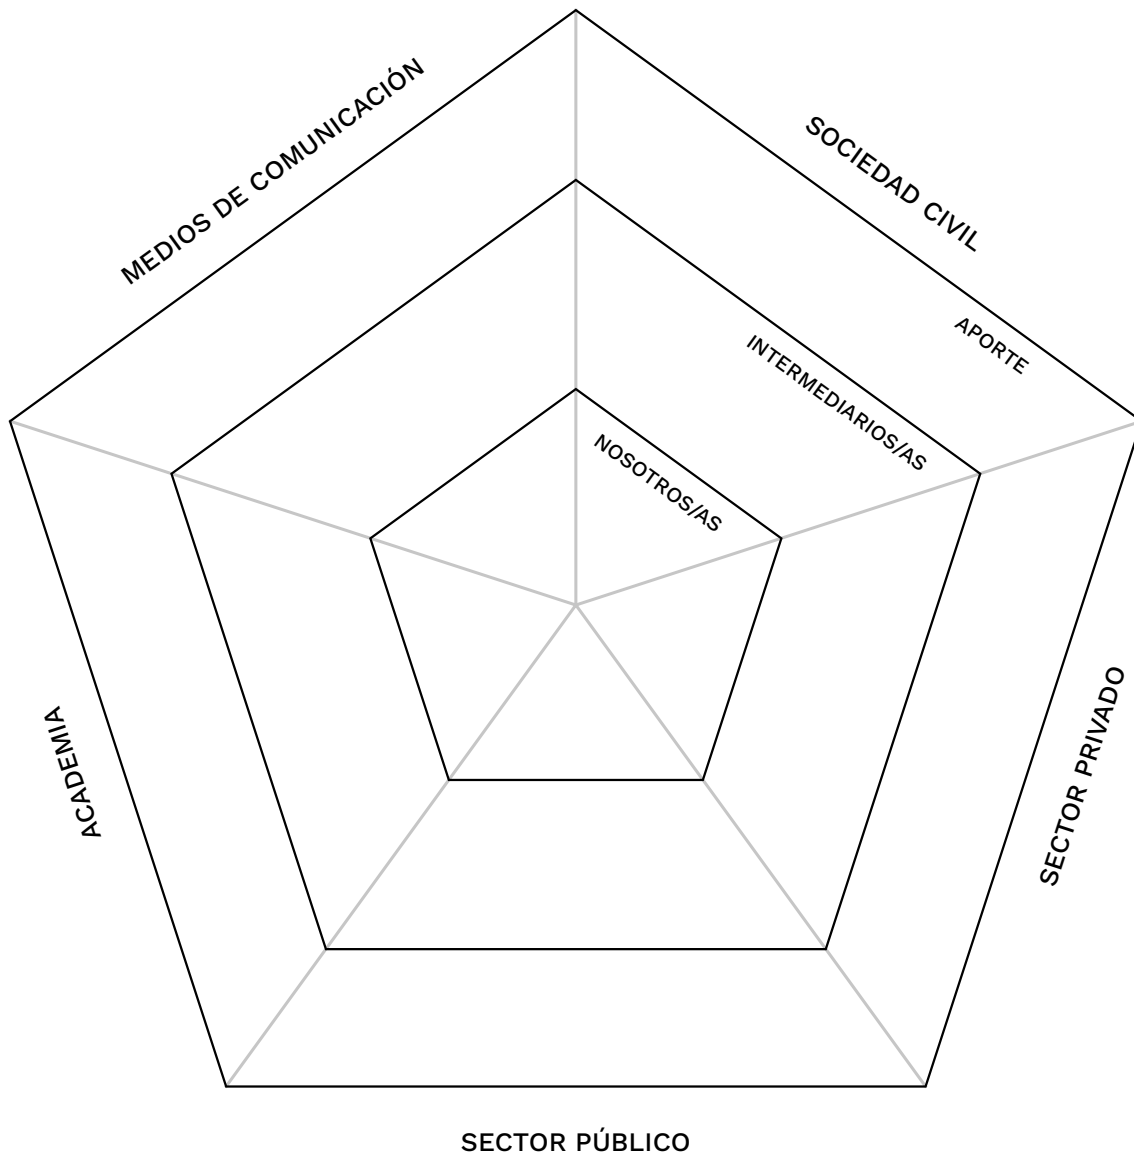 MEDIOS DE COMUNICACIÓN
SOCIEDAD CIVIL
APORTE
INTERMEDIARIOS/AS
NOSOTROS/AS
ACADEMIA
SECTOR PRIVADO
SECTOR PÚBLICO